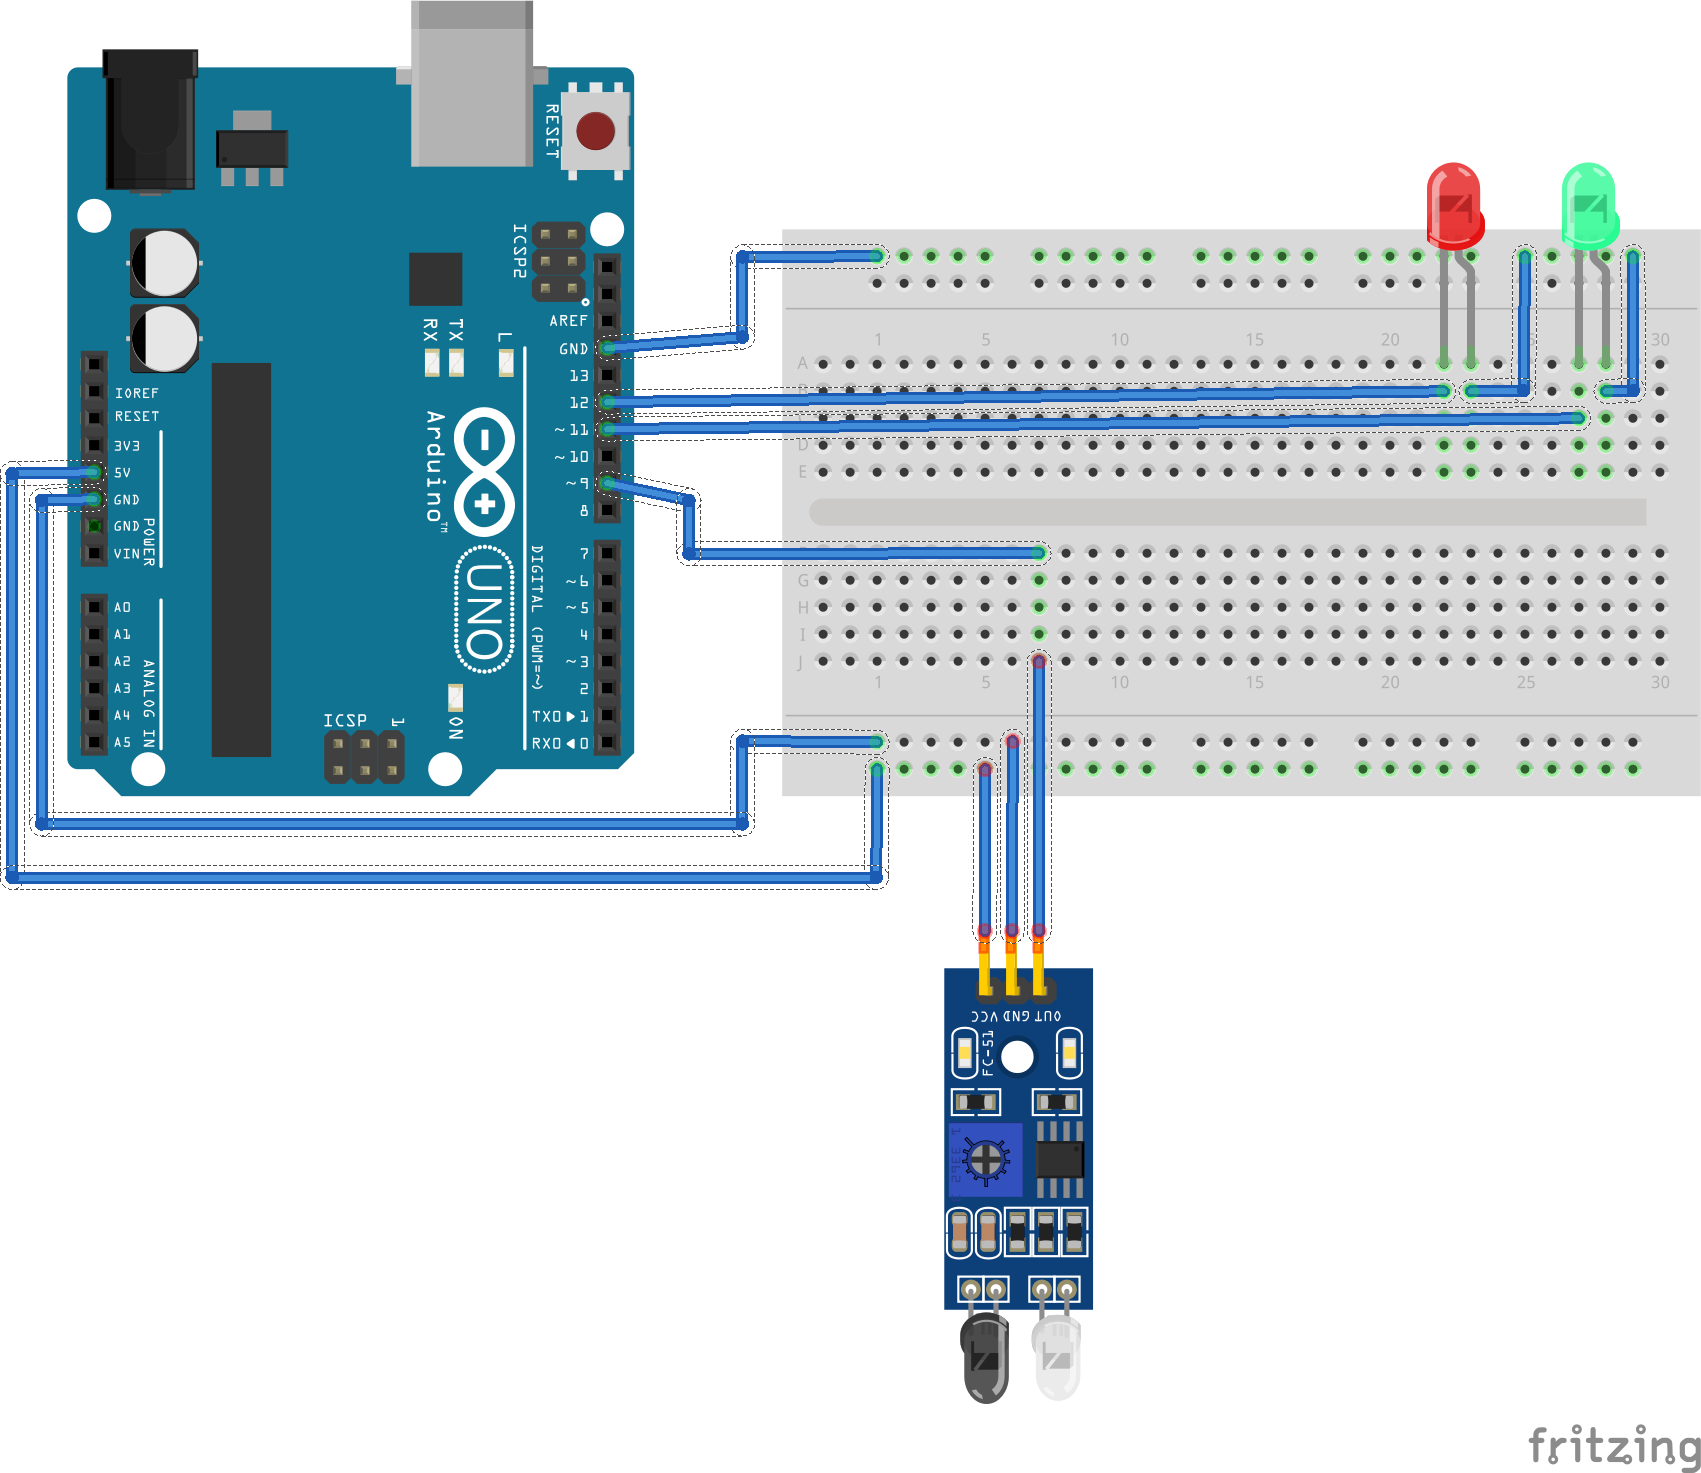 RESET
ICSP2
AREF
GND
13
12
~11
~10
~9
8
7
~6
~5
4
~3
2
TX0▶1
RX0◀0
RX
TX
L
IOREF
RESET
3V3
5V
GND
GND
VIN
POWER
A0
A1
A2
A3
A4
A5
ANALOG IN
Arduino™
UNO
DIGITAL (PWM=~)
ICSP
1
ON
1 5 10 15 20 30
A
D
E
G
H
I
J
1 5 10 15 20 25 30
VCC GND OUT
FC-51
fritzing